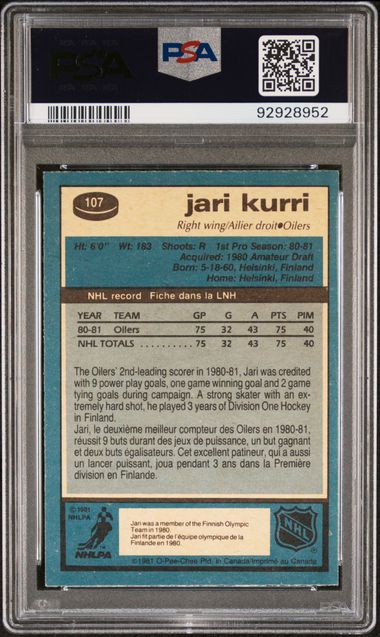 PSA
PSA
92928952
107
jari kurri
Right wing/Ailier droit●Oilers
Ht: 6'0" Wt: 183 Shoots: R 1st Pro Season: 80-81
Acquired: 1980 Amateur Draft
Born: 5-18-60, Helsinki, Finland
Home: Helsinki, Finland
NHL record Fiche dans la LNH
YEAR TEAM GP G A PTS PIM
80-81 Oilers 75 32 43 75 40
NHL TOTALS .......... 75 32 43 75 40
The Oilers' 2nd-leading scorer in 1980-81, Jari was credited
with 9 power play goals, one game winning goal and 2 game
tying goals during campaign. A strong skater with an ex-
tremely hard shot, he played 3 years of Division One Hockey
in Finland.
Jari, le deuxième meilleur compteur des Oilers en 1980-81,
réussit 9 buts durant des jeux de puissance, un but gagnant
et deux buts égalisateurs. Cet excellent patineur, qui a aussi
un lancer puissant, joua pendant 3 ans dans la Première
division en Finlande.
©1981
NHLPA
NHLPA
Jari was a member of the Finnish Olympic
Team in 1980.
Jari fit partie de l'équipe olympique de la
Finlande en 1980.
NHL
©1981 O-Pee-Chee Ptd. in Canada/Imprimé au Canada